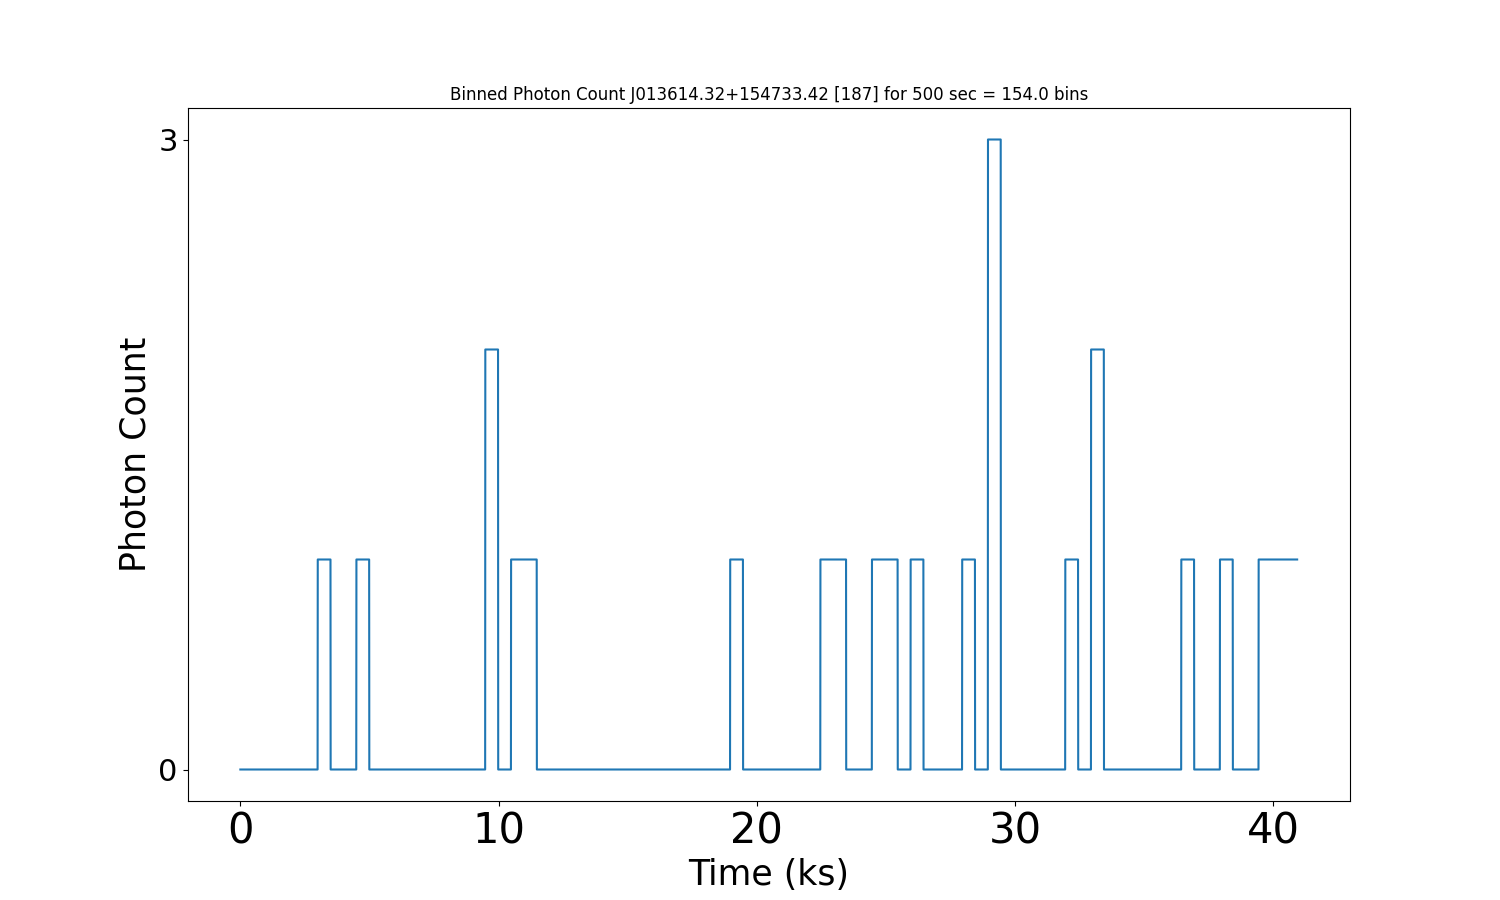 Binned Photon Count J013614.32+154733.42 [187] for 500 sec = 154.0 bins
3
Photon Count
0
0 10 20 30 40
Time (ks)